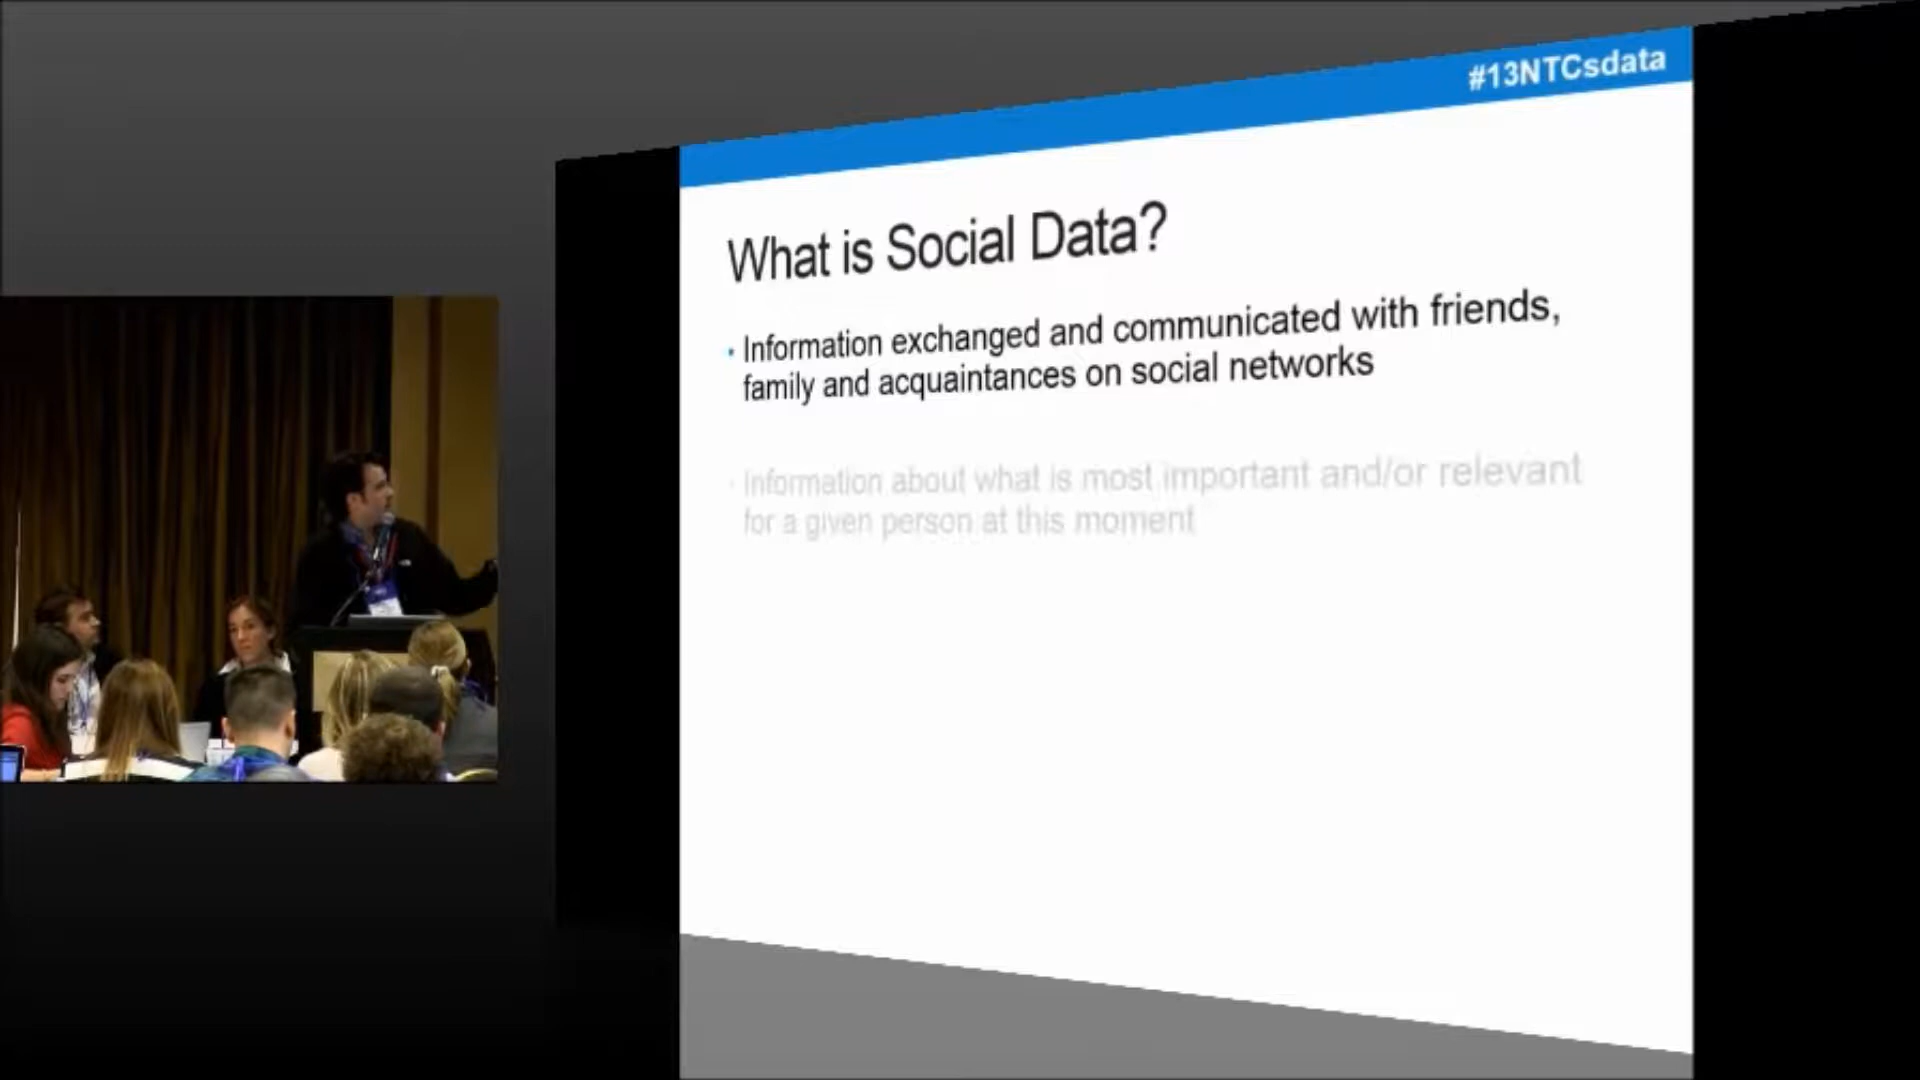 #13NTCsdata
What is Social Data?
• Information exchanged and communicated with friends,
family and acquaintances on social networks
• Information about what is most important and/or relevant
for a given person at this moment